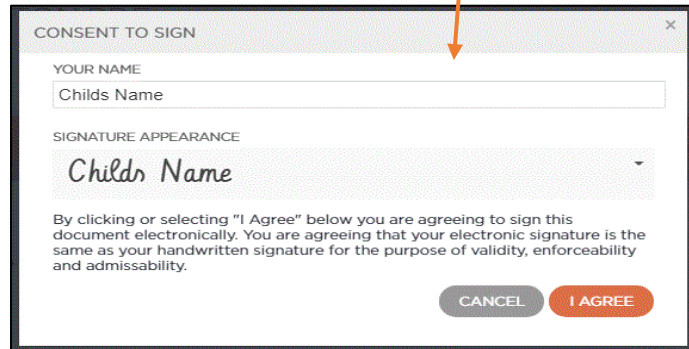 CONSENT TO SIGN ×
YOUR NAME
Childs Name
SIGNATURE APPEARANCE
Childs Name
By clicking or selecting "I Agree" below you are agreeing to sign this
document electronically. You are agreeing that your electronic signature is the
same as your handwritten signature for the purpose of validity, enforceability
and admissability.
CANCEL I AGREE